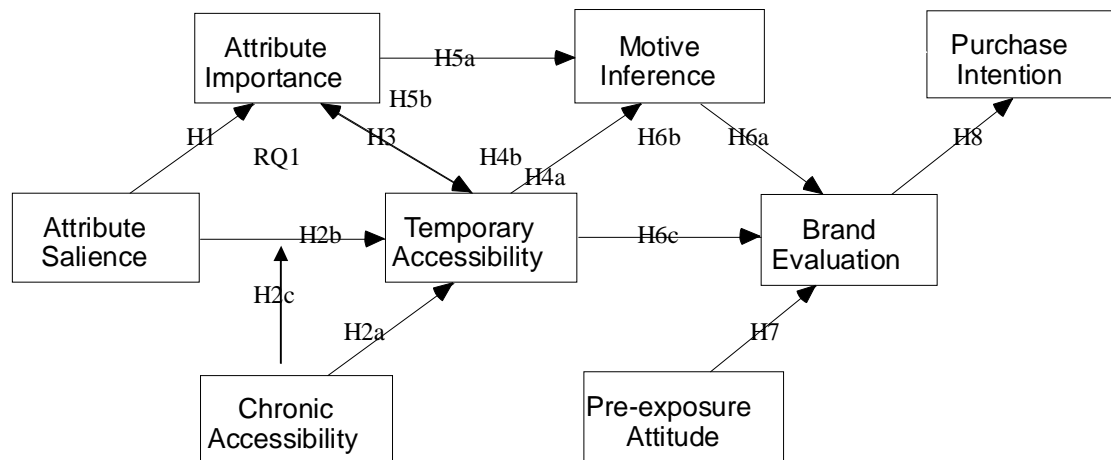 Attribute
Importance
H5a
Motive
Inference
Purchase
Intention
H5b
H1
RQ1
H3
H4b
H4a
H6b
H6a
H8
Attribute
Salience
H2b
Temporary
Accessibility
H6c
Brand
Evaluation
H2c
H2a
H7
Chronic
Accessibility
Pre-exposure
Attitude